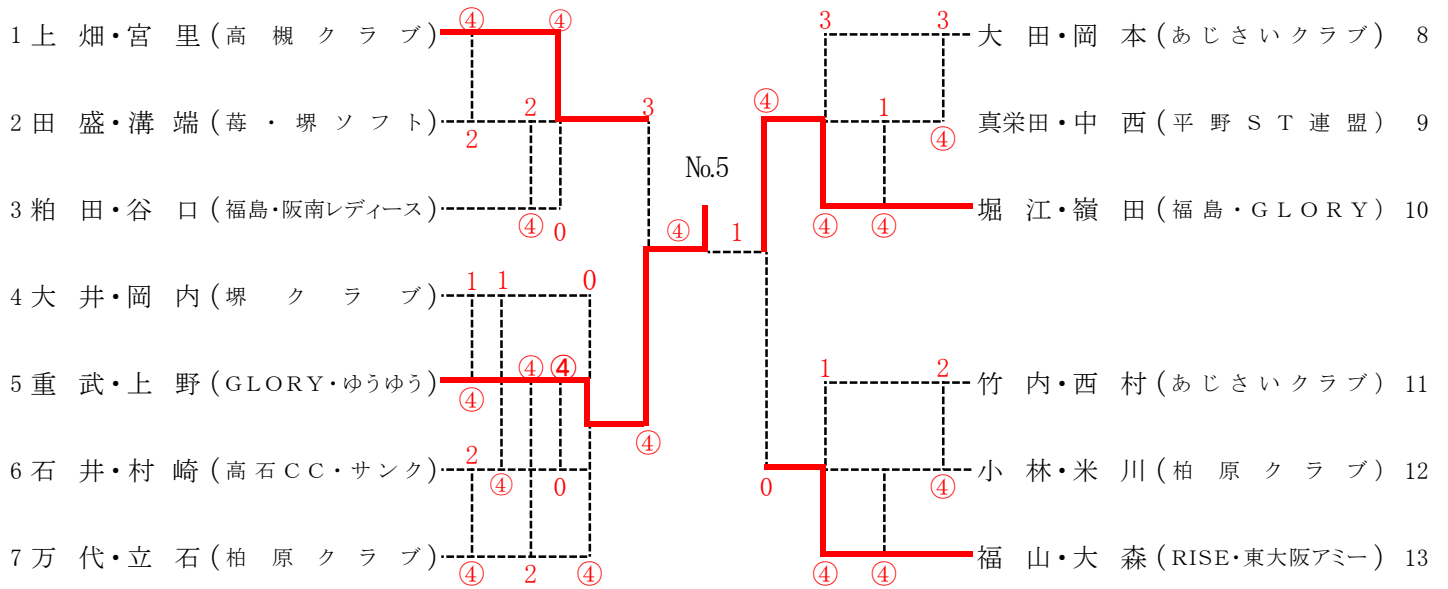 ④ ④ 3 3
1 上 畑・宮 里 (高 槻 ク ラ ブ) 大 田・岡 本 (あ じ さ い ク ラ ブ) 8
2 3 ④ 1
2 田 盛・溝 端 (苺 ・ 堺 ソ フ ト) 真栄田・中 西 (平 野 S T 連 盟) 9
2 ④
№5
3 粕 田・谷 口 (福島・阪南レディース) 堀 江・嶺 田 (福 島 ・ G L O R Y) 10
④ 0 ④ 1 ④ ④
1 1 0
4 大 井・岡 内 (堺 ク ラ ブ)
④ ④ 1 2
5 重 武・上 野 (GLORY・ゆうゆう) 竹 内・西 村 (あ じ さ い ク ラ ブ) 11
④ ④
2
6 石 井・村 崎 (高 石 C C ・ サ ン ク) 小 林・米 川 (柏 原 ク ラ ブ) 12
④ 0 0 ④
7 万 代・立 石 (柏 原 ク ラ ブ) 福 山・大 森 (RISE・東大阪アミー) 13
④ 2 ④ ④ ④